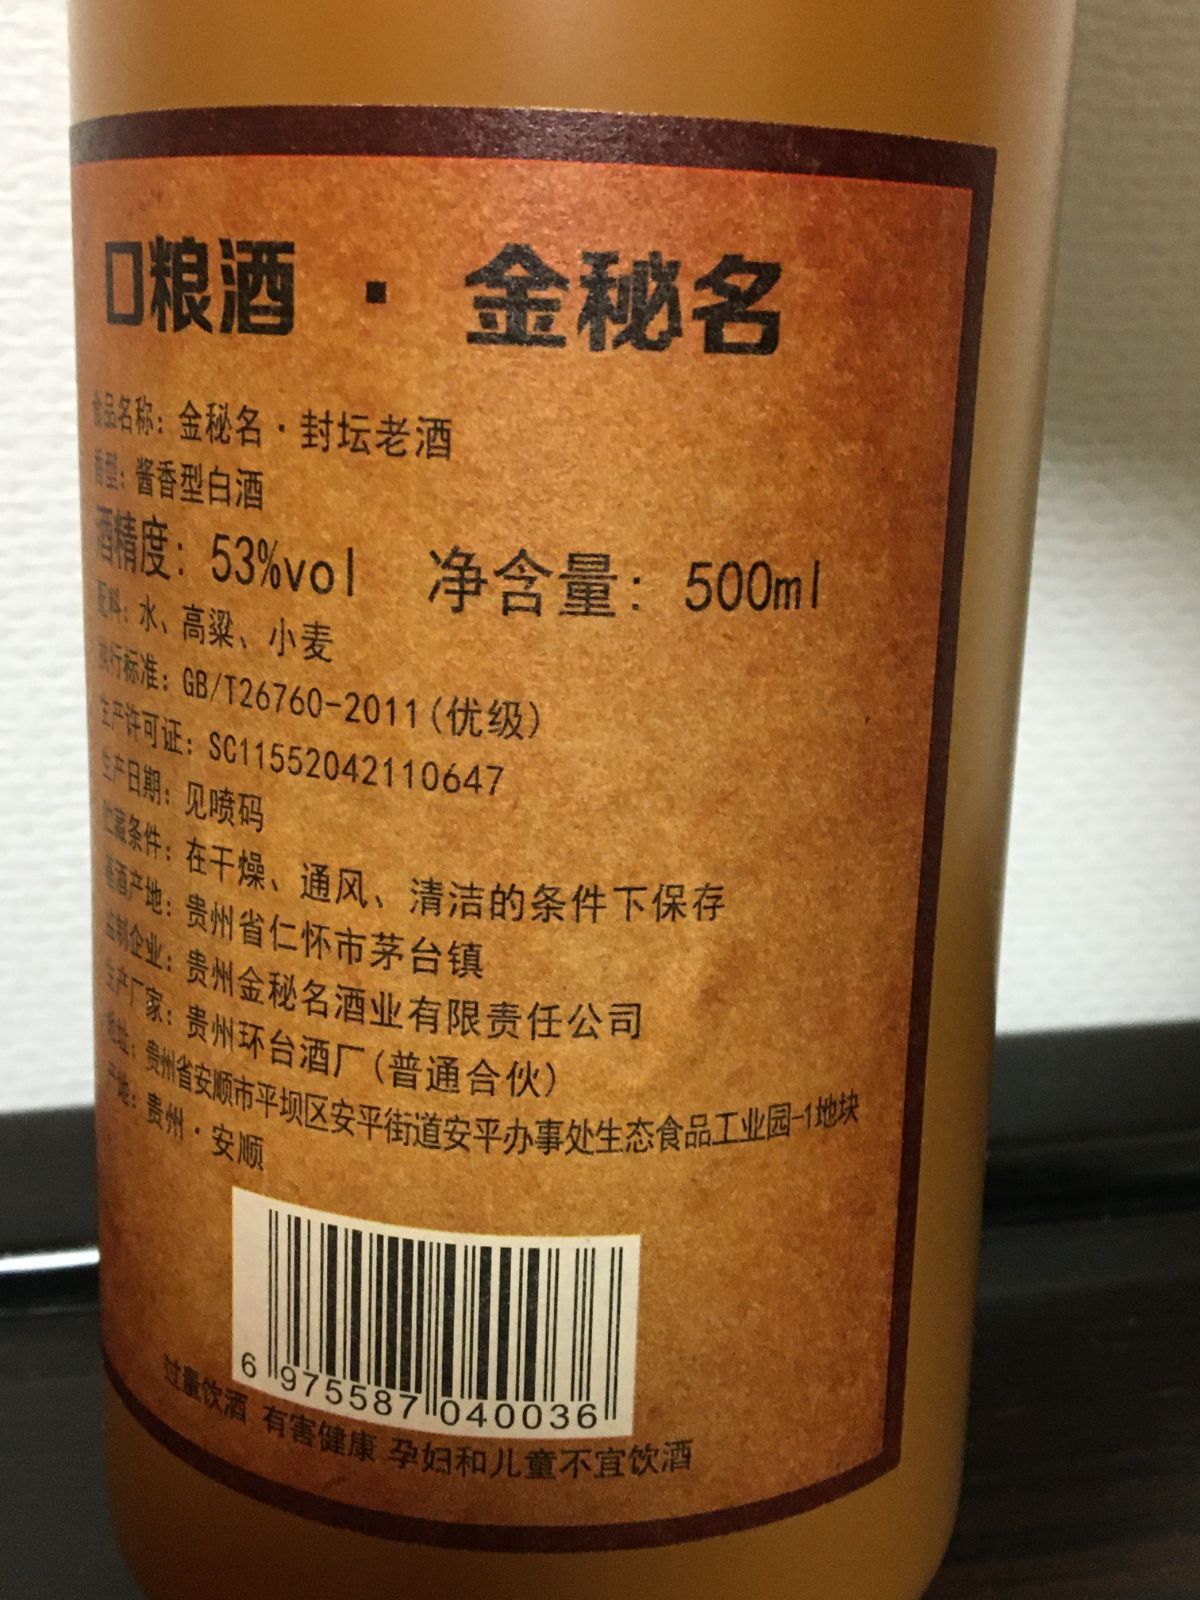 口粮酒 · 金秘名
食品名称：金秘名·封坛老酒
香型：酱香型白酒
酒精度：53%vol 净含量：500ml
配料：水、高粱、小麦
执行标准：GB/T26760-2011(优级)
生产许可证：SC11552042110647
生产日期：见喷码
贮藏条件：在干燥、通风、清洁的条件下保存
基酒产地：贵州省仁怀市茅台镇
监制企业：贵州金秘名酒业有限责任公司
生产厂家：贵州环台酒厂(普通合伙)
地址：贵州省安顺市平坝区安平街道安平办事处生态食品工业园-1地块
产地：贵州·安顺
6 975587 040036
过量饮酒 有害健康 孕妇和儿童不宜饮酒